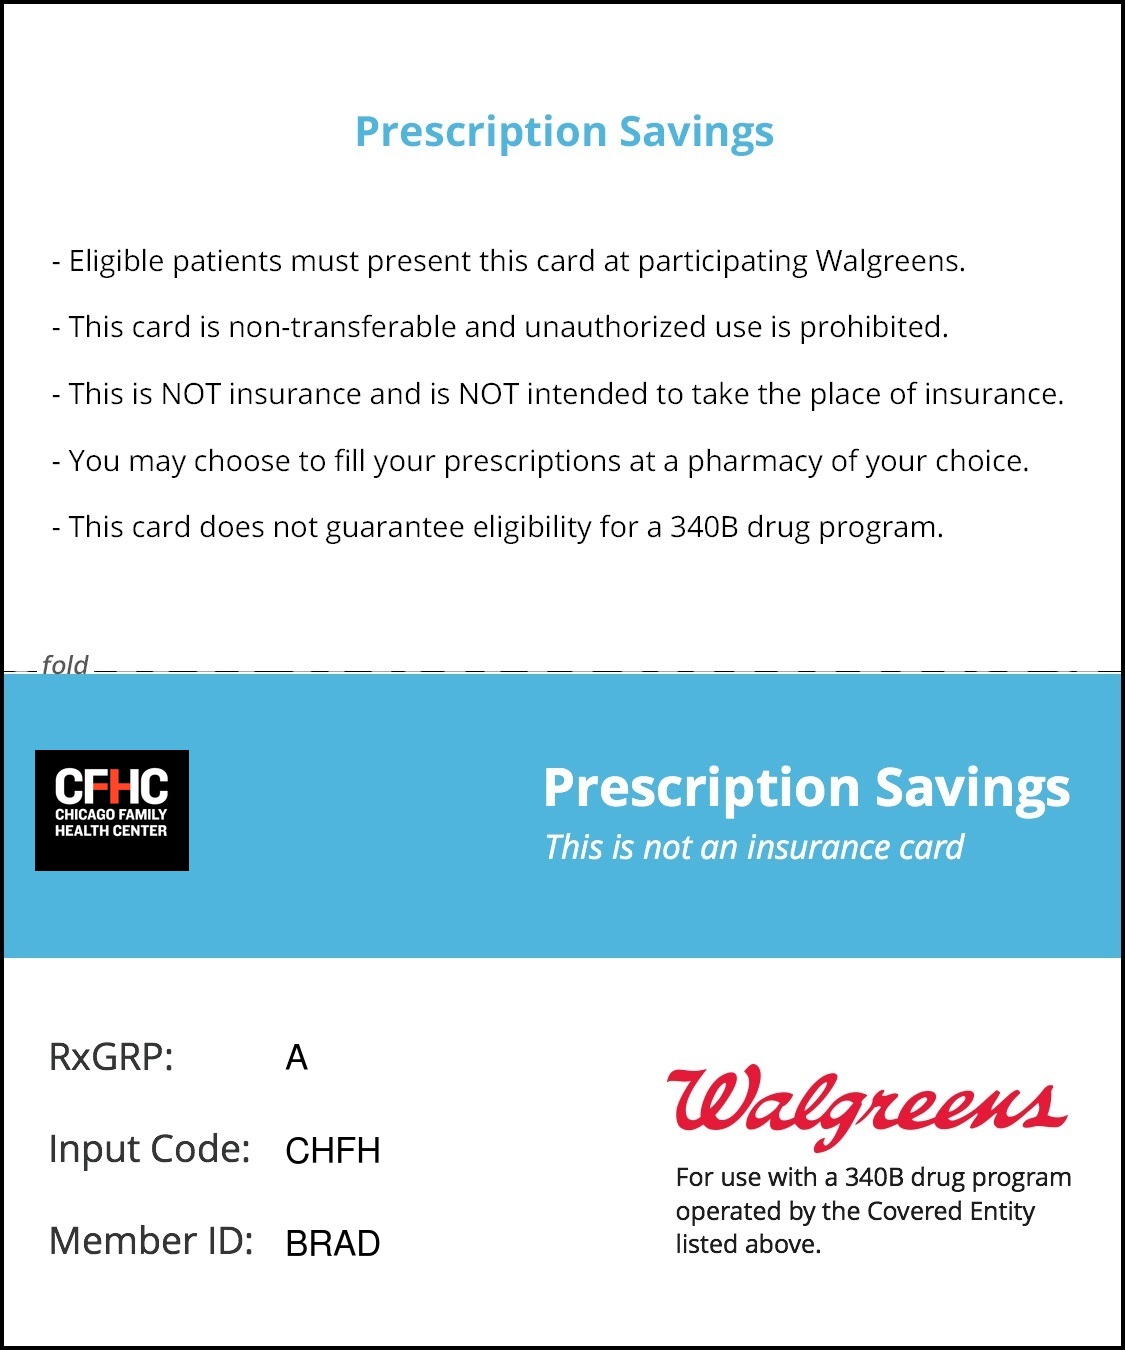 Prescription Savings
- Eligible patients must present this card at participating Walgreens.
- This card is non-transferable and unauthorized use is prohibited.
- This is NOT insurance and is NOT intended to take the place of insurance.
- You may choose to fill your prescriptions at a pharmacy of your choice.
- This card does not guarantee eligibility for a 340B drug program.
fold
CFHC
CHICAGO FAMILY
HEALTH CENTER
Prescription Savings
This is not an insurance card
RxGRP: A
Input Code: CHFH
Member ID: BRAD
Walgreens
For use with a 340B drug program
operated by the Covered Entity
listed above.